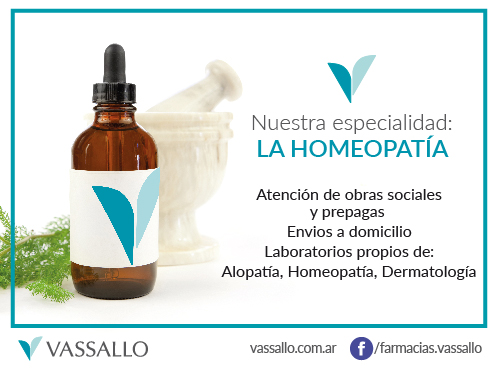 Nuestra especialidad:
LA HOMEOPATÍA
Atención de obras sociales
y prepagas
Envios a domicilio
Laboratorios propios de:
Alopatía, Homeopatía, Dermatología
VASSALLO
vassallo.com.ar
f /farmacias.vassallo